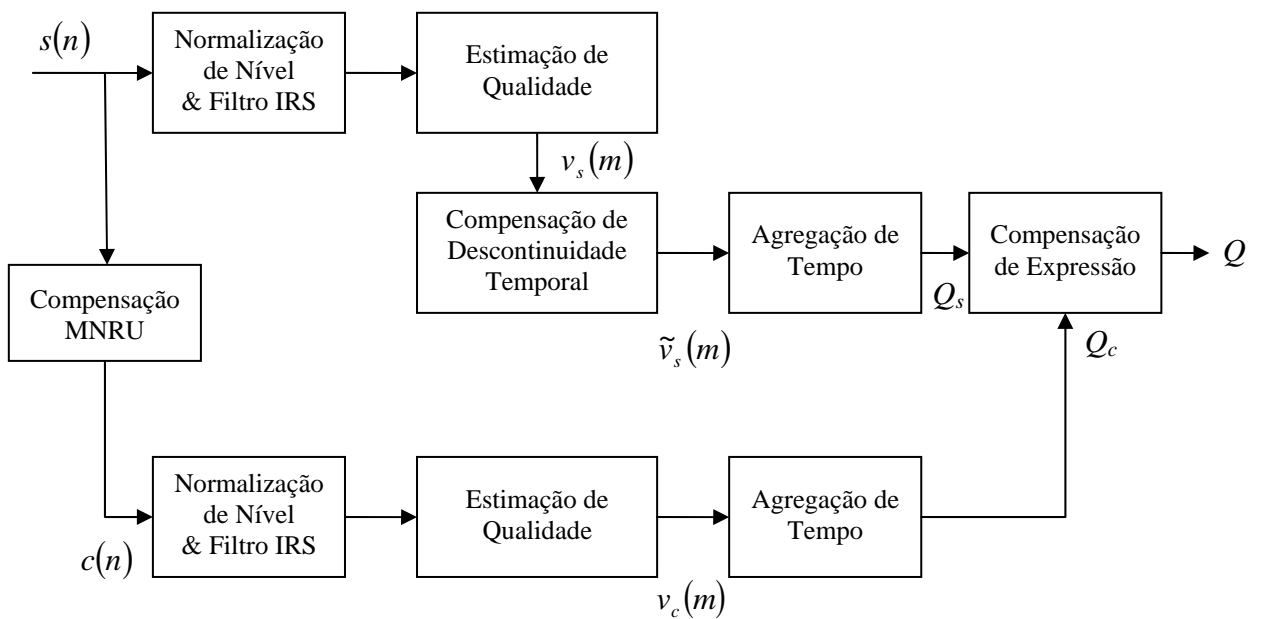 s(n)
Normalização
de Nível
& Filtro IRS
Estimação de
Qualidade
v_s(m)
Compensação de
Descontinuidade
Temporal
Agregação de
Tempo
Compensação
de Expressão
Q
Q_s
ṽ_s(m)
Q_c
Compensação
MNRU
Normalização
de Nível
& Filtro IRS
Estimação de
Qualidade
Agregação de
Tempo
c(n)
v_c(m)